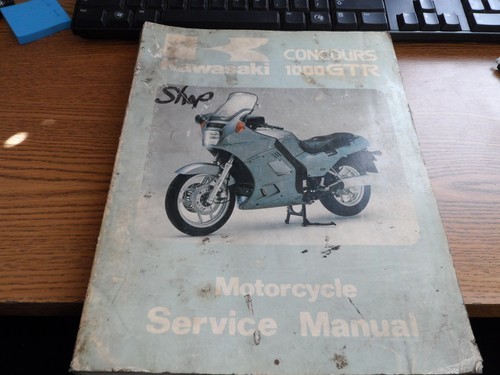 Kawasaki
CONCOURS
1000GTR
Shop
Motorcycle
Service Manual